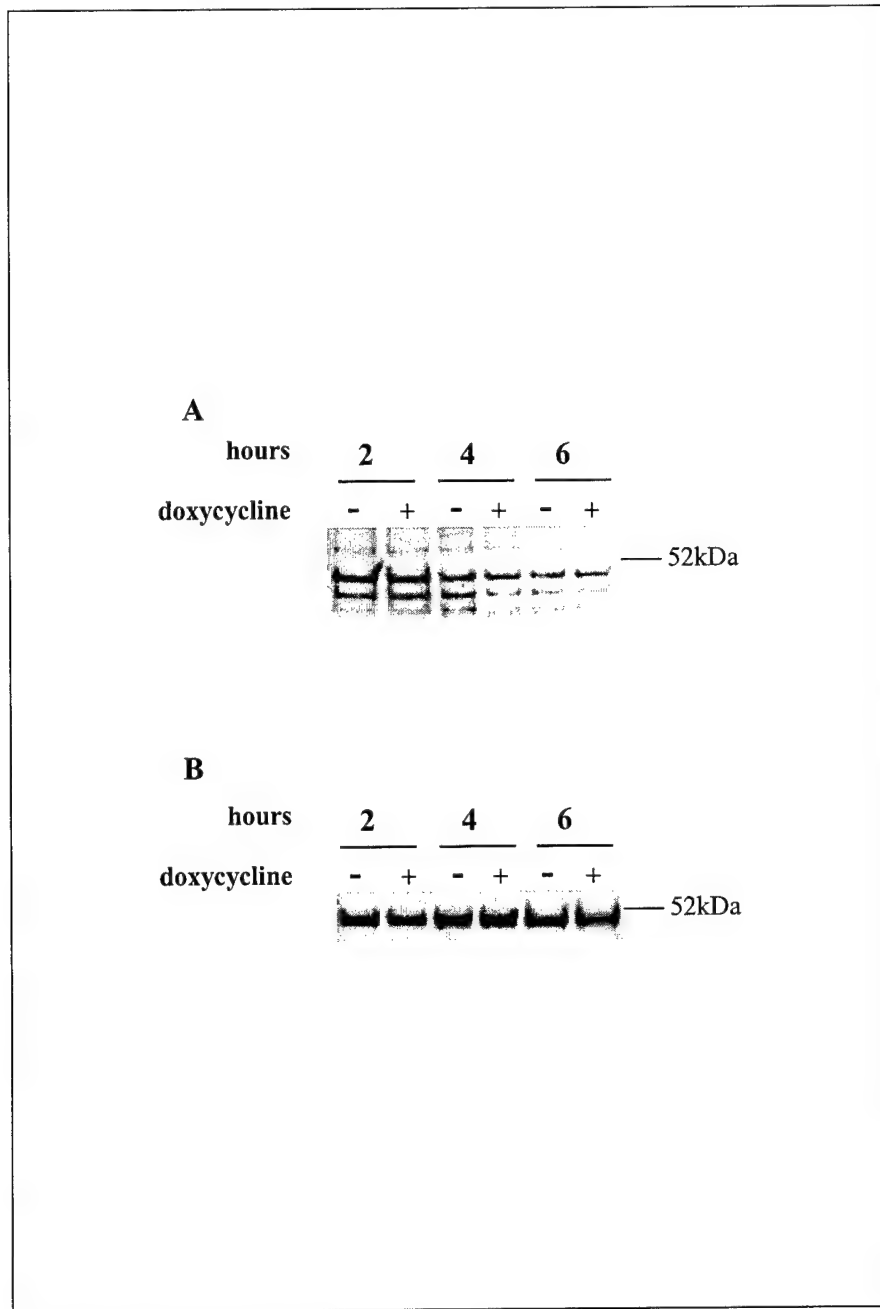 A
hours 2 4 6
doxycycline - + - + - +
52kDa
B
hours 2 4 6
doxycycline - + - + - +
52kDa